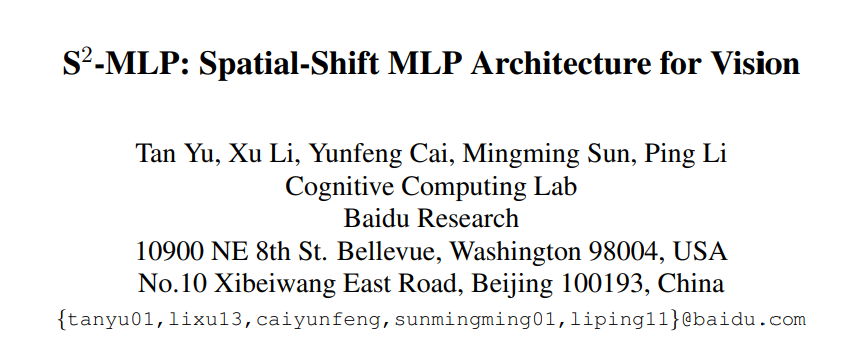 S²-MLP: Spatial-Shift MLP Architecture for Vision
Tan Yu, Xu Li, Yunfeng Cai, Mingming Sun, Ping Li
Cognitive Computing Lab
Baidu Research
10900 NE 8th St. Bellevue, Washington 98004, USA
No.10 Xibeiwang East Road, Beijing 100193, China
{tanyu01,lixu13,caiyunfeng,sunmingming01,liping11}@baidu.com